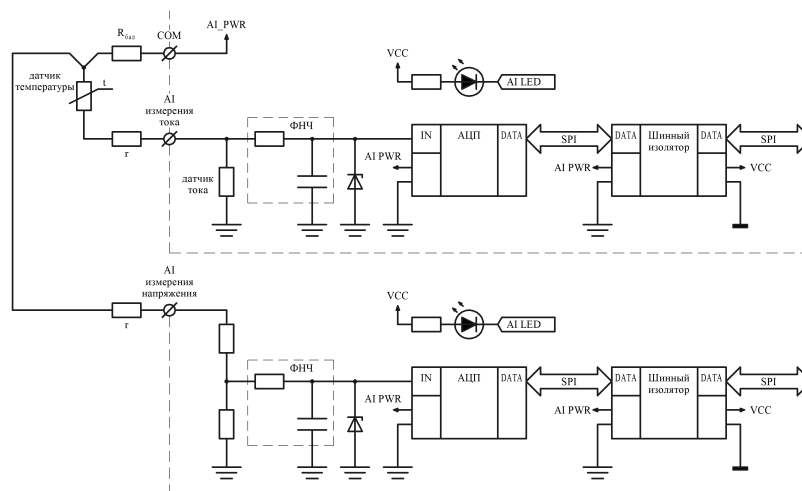 AI_PWR
Rбаз
COM
VCC
AI LED
датчик
температуры
t
AI
измерения
тока
r
датчик
тока
ФНЧ
IN
АЦП
DATA
SPI
DATA
Шинный
изолятор
DATA
SPI
AI PWR
AI PWR
VCC
AI
измерения
напряжения
r
VCC
AI LED
ФНЧ
IN
АЦП
DATA
SPI
DATA
Шинный
изолятор
DATA
SPI
AI PWR
AI PWR
VCC